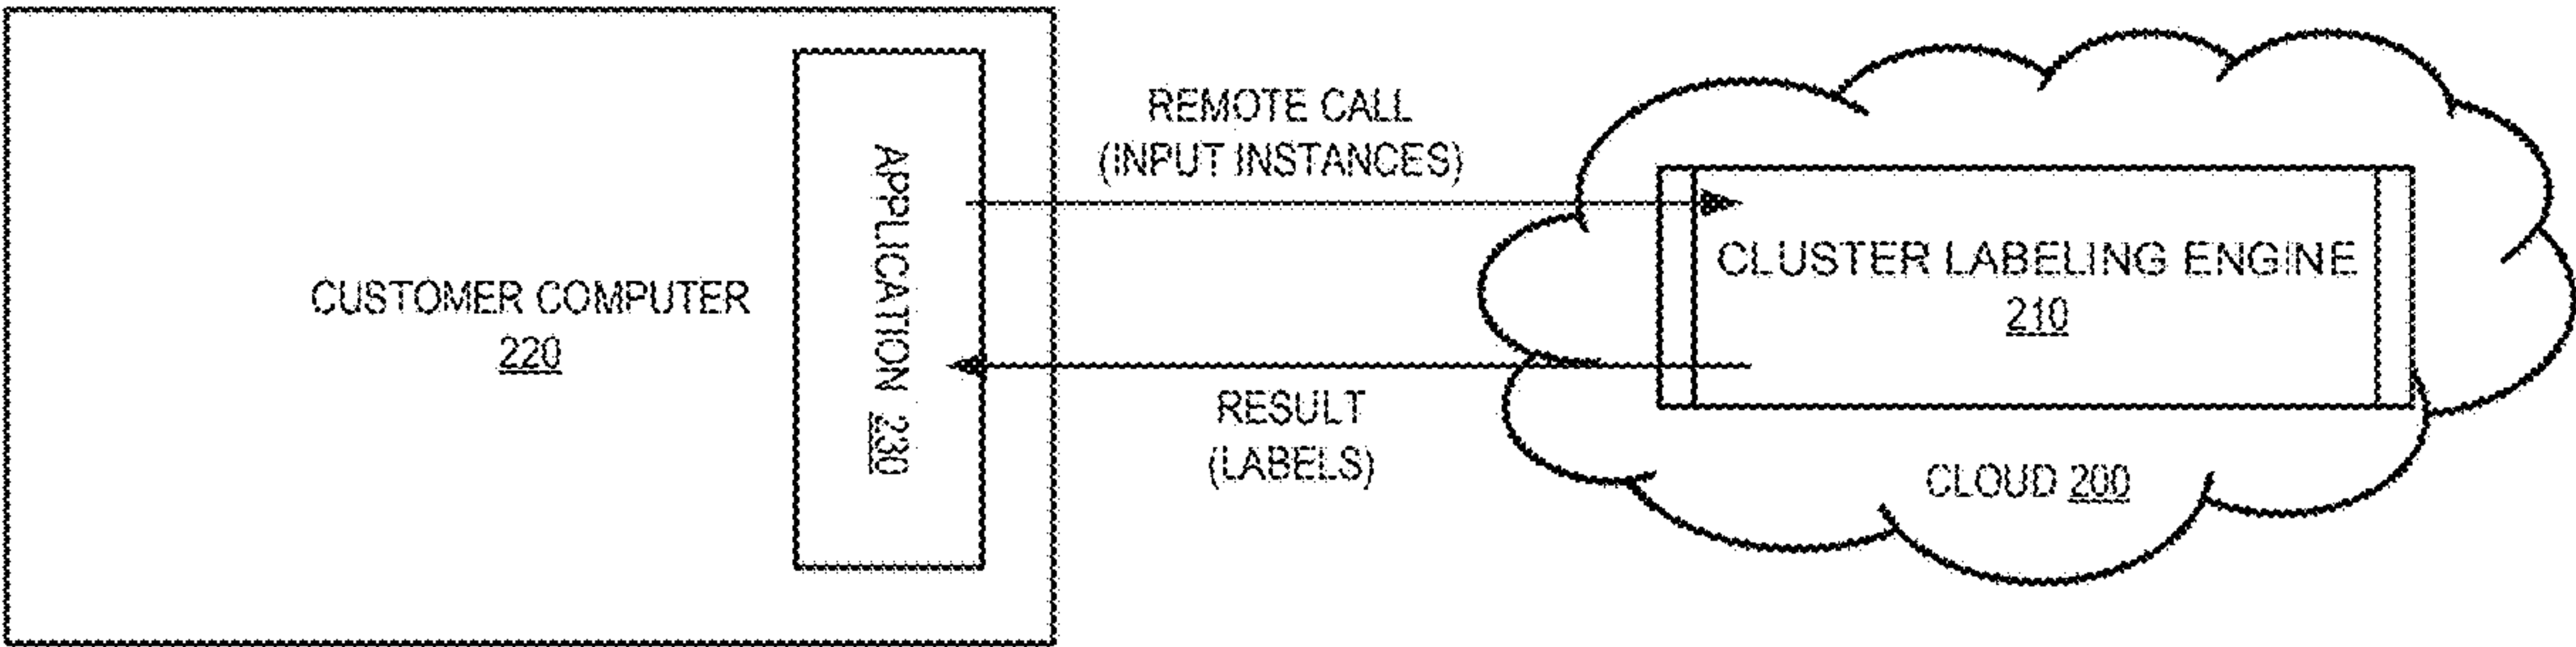 CUSTOMER COMPUTER
220
APPLICATION 230
REMOTE CALL
(INPUT INSTANCES)
RESULT
(LABELS)
CLUSTER LABELING ENGINE
210
CLOUD 200